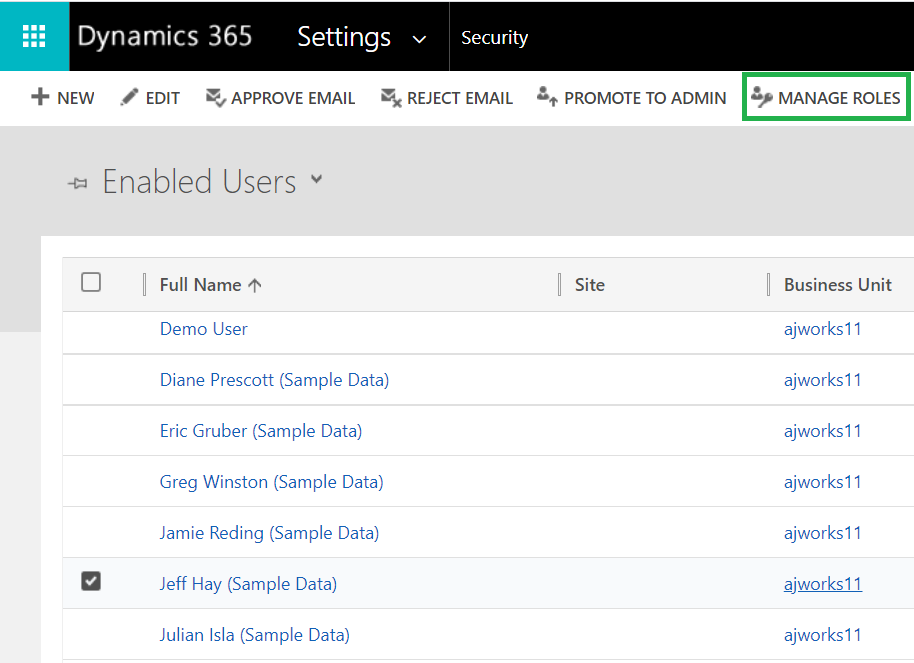 Dynamics 365 Settings Security
NEW EDIT APPROVE EMAIL REJECT EMAIL PROMOTE TO ADMIN MANAGE ROLES
Enabled Users
Full Name Site Business Unit
Demo User ajworks11
Diane Prescott (Sample Data) ajworks11
Eric Gruber (Sample Data) ajworks11
Greg Winston (Sample Data) ajworks11
Jamie Reding (Sample Data) ajworks11
Jeff Hay (Sample Data) ajworks11
Julian Isla (Sample Data) ajworks11